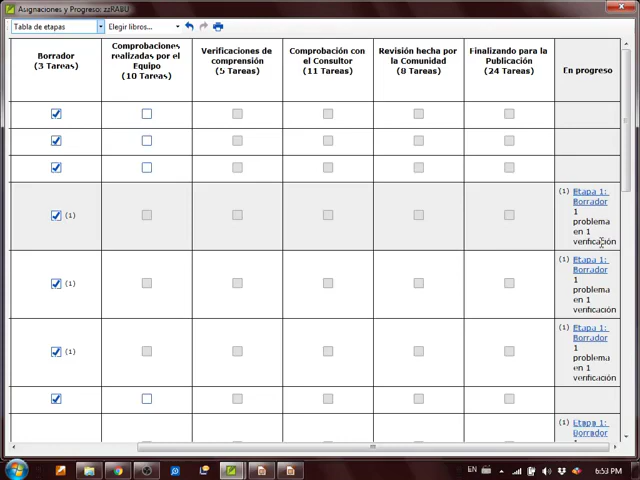 Asignaciones y Progreso: zzRABU
Tabla de etapas
Elegir libros...
Borrador
(3 Tareas)
Comprobaciones
realizadas por el
Equipo
(10 Tareas)
Verificaciones de
comprensión
(5 Tareas)
Comprobación con
el Consultor
(11 Tareas)
Revisión hecha por
la Comunidad
(8 Tareas)
Finalizando para la
Publicación
(24 Tareas)
En progreso
(1)
(1) Etapa 1:
Borrador
1
problema
en 1
verificación
(1)
(1) Etapa 1:
Borrador
1
problema
en 1
verificación
(1)
(1) Etapa 1:
Borrador
1
problema
en 1
verificación
(1) Etapa 1:
Borrador
EN
6:53 PM